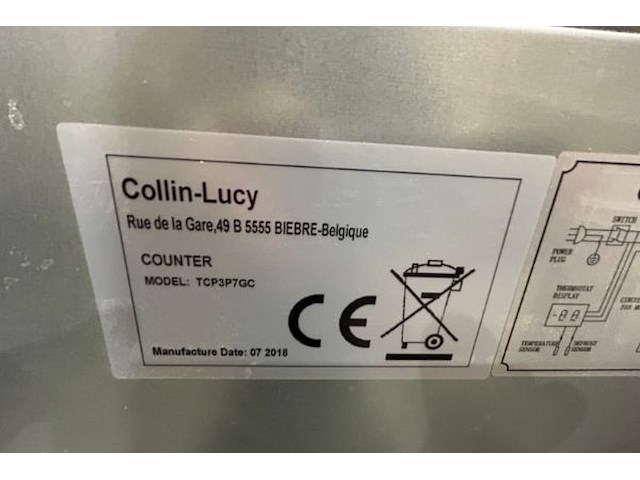 Collin-Lucy
Rue de la Gare,49 B 5555 BIEBRE-Belgique
COUNTER
MODEL: TCP3P7GC
CE
Manufacture Date: 07 2018
SWITCH
POWER
PLUG
THERMOSTAT
DISPLAY
TEMPERATURE
SENSOR
DEFROST
SENSOR